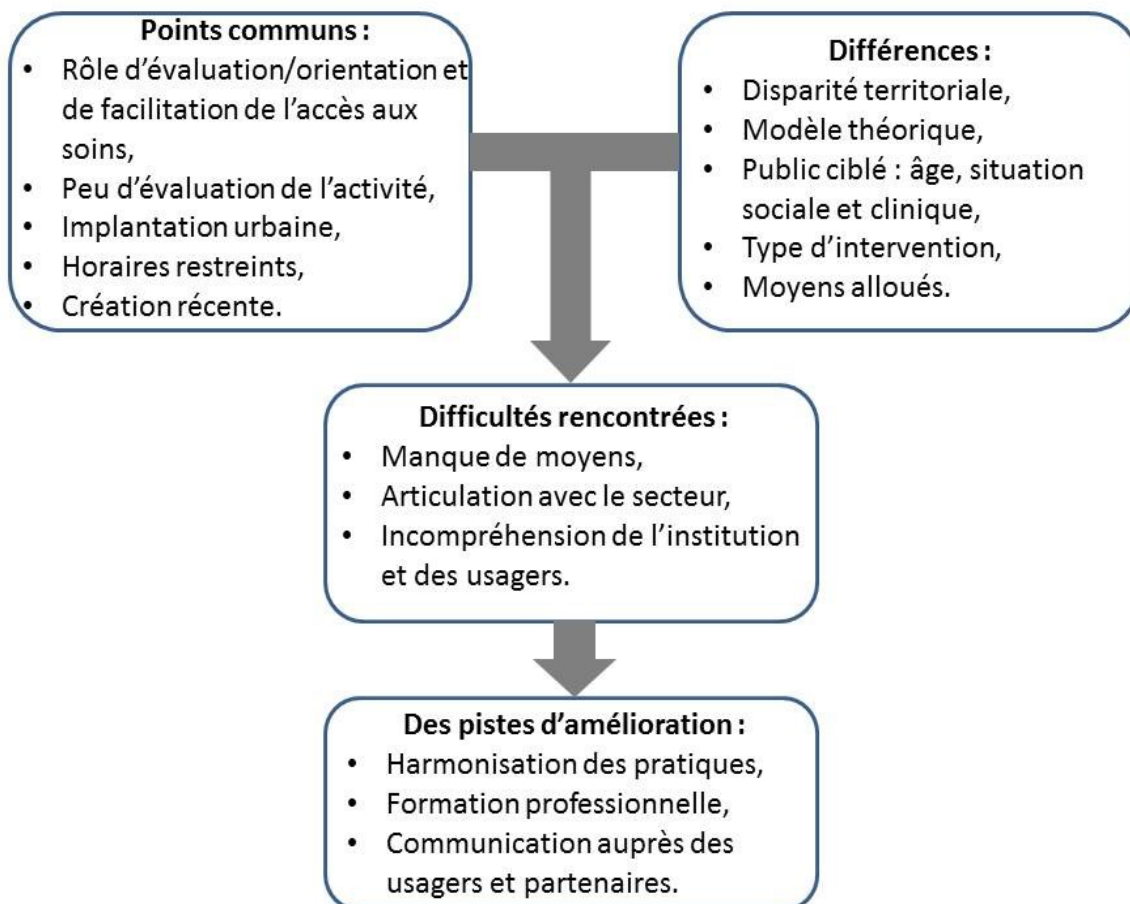 Points communs :
• Rôle d’évaluation/orientation et
de facilitation de l’accès aux
soins,
• Peu d’évaluation de l’activité,
• Implantation urbaine,
• Horaires restreints,
• Création récente.
Différences :
• Disparité territoriale,
• Modèle théorique,
• Public ciblé : âge, situation
sociale et clinique,
• Type d’intervention,
• Moyens alloués.
Difficultés rencontrées :
• Manque de moyens,
• Articulation avec le secteur,
• Incompréhension de l’institution
et des usagers.
Des pistes d’amélioration :
• Harmonisation des pratiques,
• Formation professionnelle,
• Communication auprès des
usagers et partenaires.